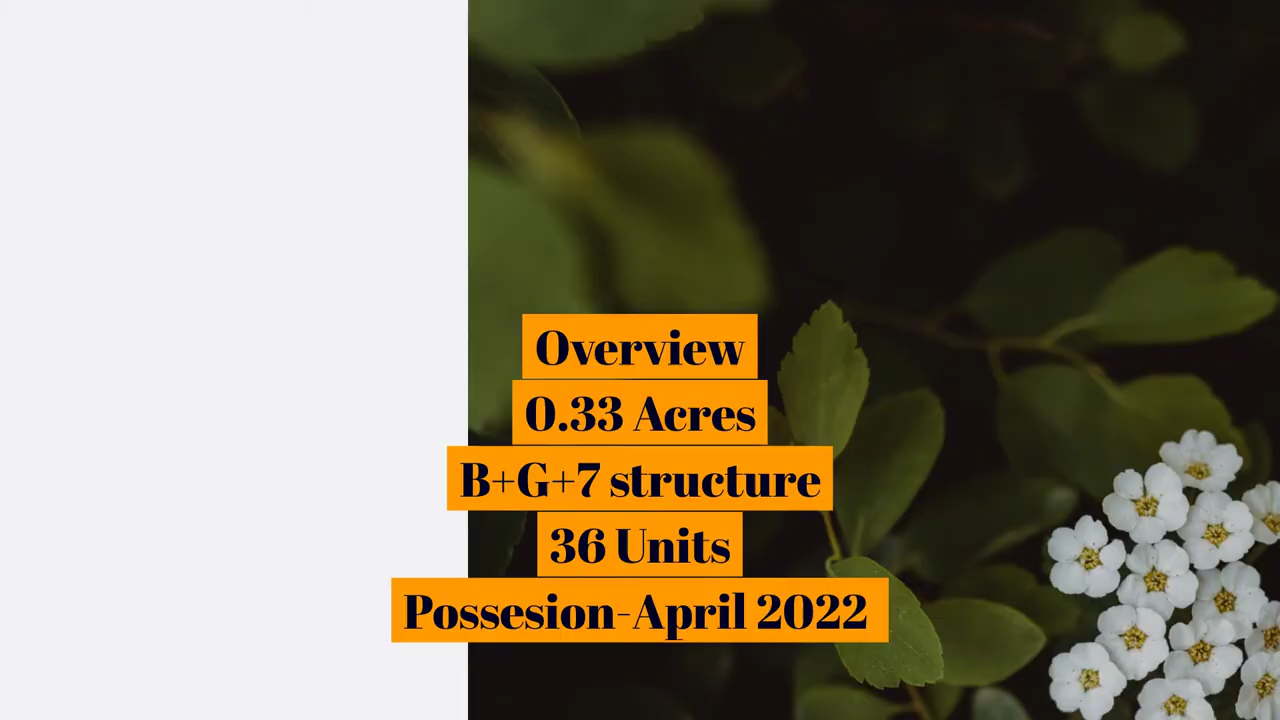 Overview
0.33 Acres
B+G+7 structure
36 Units
Possesion-April 2022